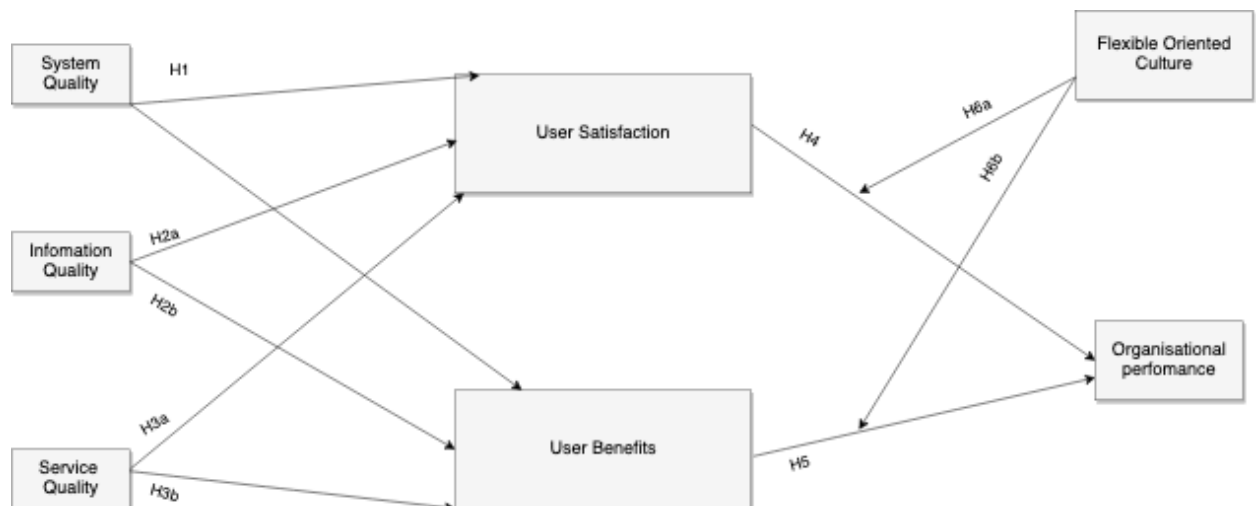 Flexible Oriented
Culture
System
Quality
H1
User Satisfaction
H6a
H4
H6b
H2a
Infomation
Quality
H2b
Organisational
perfomance
H3a
User Benefits
Service
Quality
H3b
H5